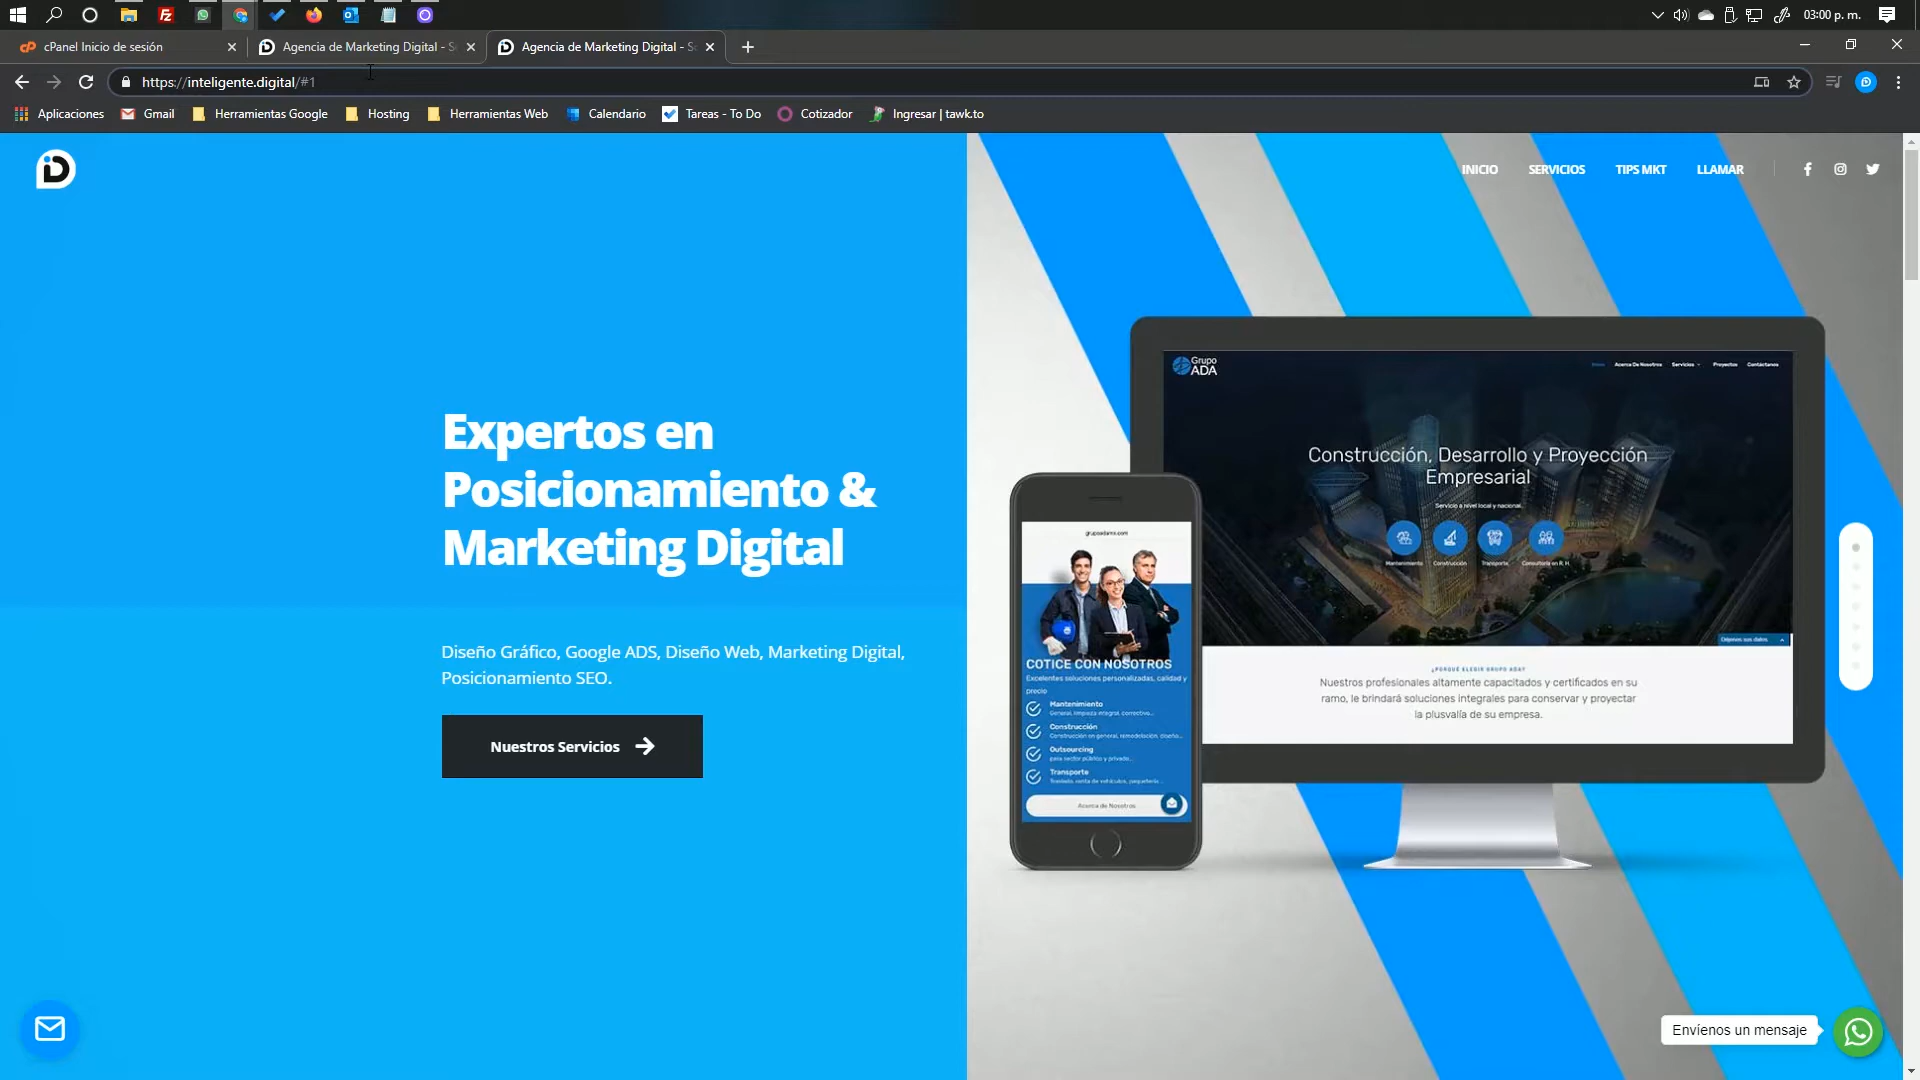 03:00 p. m.
cPanel Inicio de sesión
Agencia de Marketing Digital - S
Agencia de Marketing Digital - So
https://inteligente.digital/#1
Aplicaciones
Gmail
Herramientas Google
Hosting
Herramientas Web
Calendario
Tareas - To Do
Cotizador
Ingresar | tawk.to
INICIO
SERVICIOS
TIPS MKT
LLAMAR
Expertos en
Posicionamiento &
Marketing Digital
Diseño Gráfico, Google ADS, Diseño Web, Marketing Digital,
Posicionamiento SEO.
Nuestros Servicios
Grupo
ADA
Home
Acerca De Nosotros
Servicios
Proyectos
Contáctanos
Construcción, Desarrollo y Proyección
Empresarial
Servicio a nivel local y nacional.
Mantenimiento
Construcción
Transporte
Consultoría en R. H.
Déjenos sus datos
¿PORQUÉ ELEGIR GRUPO ADA?
Nuestros profesionales altamente capacitados y certificados en su
ramo, le brindará soluciones integrales para conservar y proyectar
la plusvalía de su empresa.
grupoadamx.com
COTICE CON NOSOTROS
Excelentes soluciones personalizadas, calidad y
precio
Mantenimiento
General, limpieza integral, correctivo...
Construcción
Construcción en general, remodelación, diseño...
Outsourcing
para sector público y privado...
Transporte
Traslado, renta de vehículos, paquetería...
Acerca de Nosotros
Envíenos un mensaje